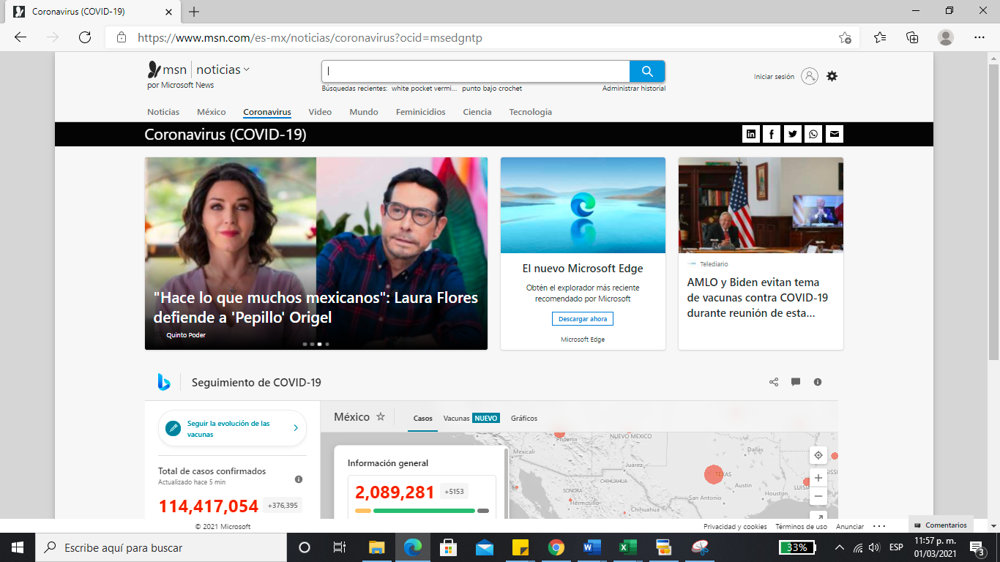 Coronavirus (COVID-19)
https://www.msn.com/es-mx/noticias/coronavirus?ocid=msedgntp
msn noticias
por Microsoft News
Búsquedas recientes: white pocket vermi... punto bajo crochet Administrar historial
Iniciar sesión
Noticias México Coronavirus Video Mundo Feminicidios Ciencia Tecnología
Coronavirus (COVID-19)
"Hace lo que muchos mexicanos": Laura Flores
defiende a 'Pepillo' Origel
Quinto Poder
El nuevo Microsoft Edge
Obtén el explorador más reciente
recomendado por Microsoft
Descargar ahora
Microsoft Edge
Telediario
AMLO y Biden evitan tema
de vacunas contra COVID-19
durante reunión de esta...
Seguimiento de COVID-19
Seguir la evolución de las
vacunas
Total de casos confirmados
Actualizado hace 5 min
114,417,054 +376,395
México Casos Vacunas NUEVO Gráficos
Información general
2,089,281 +5153
Phoenix
NUEVO MEXICO
Dallas
Mexicali
Juárez
TEXAS
Austin
Houston
SONORA
CHIHUAHUA
San Antonio
Hermosillo
Chihuahua
© 2021 Microsoft
Privacidad y cookies Términos de uso Anunciar ...
Comentarios
Escribe aquí para buscar
33%
ESP
11:57 p. m.
01/03/2021
3